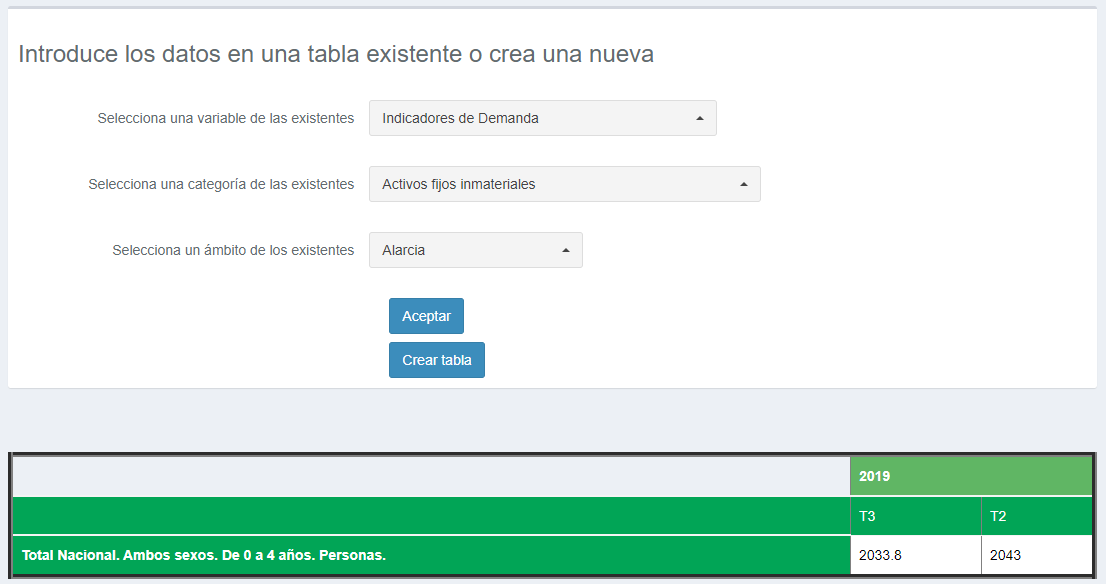 Introduce los datos en una tabla existente o crea una nueva
Selecciona una variable de las existentes Indicadores de Demanda
Selecciona una categoría de las existentes Activos fijos inmateriales
Selecciona un ámbito de los existentes Alarcia
Aceptar
Crear tabla
2019
T3 T2
Total Nacional. Ambos sexos. De 0 a 4 años. Personas. 2033.8 2043